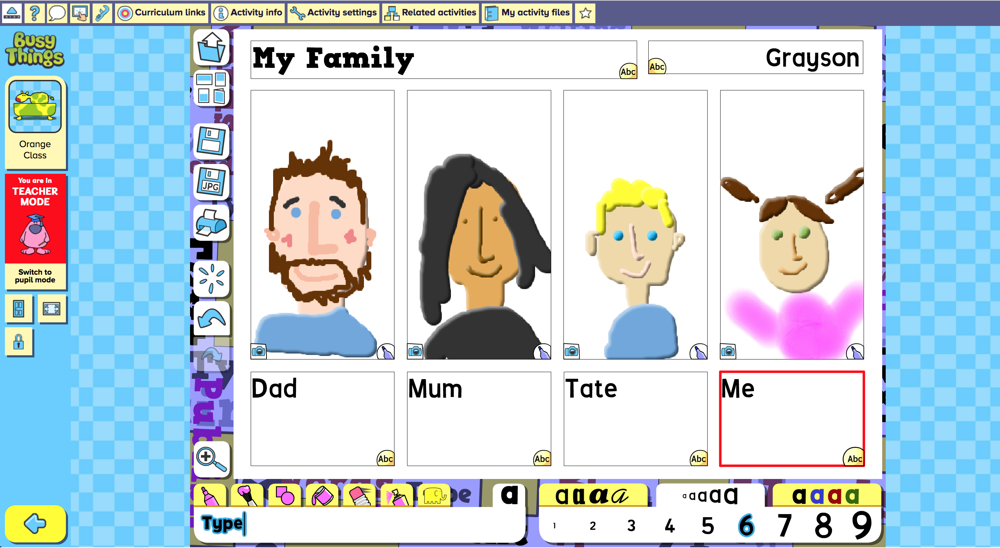 Curriculum links
Activity info
Activity settings
Related activities
My activity files
Busy
Things
Orange
Class
You are in
TEACHER
MODE
Switch to
pupil mode
JPG
My Family
Abc
Abc
Grayson
Dad
Abc
Mum
Abc
Tate
Abc
Me
Abc
a
a a a a
a a a a a
a a a a
Type
1 2 3 4 5 6 7 8 9